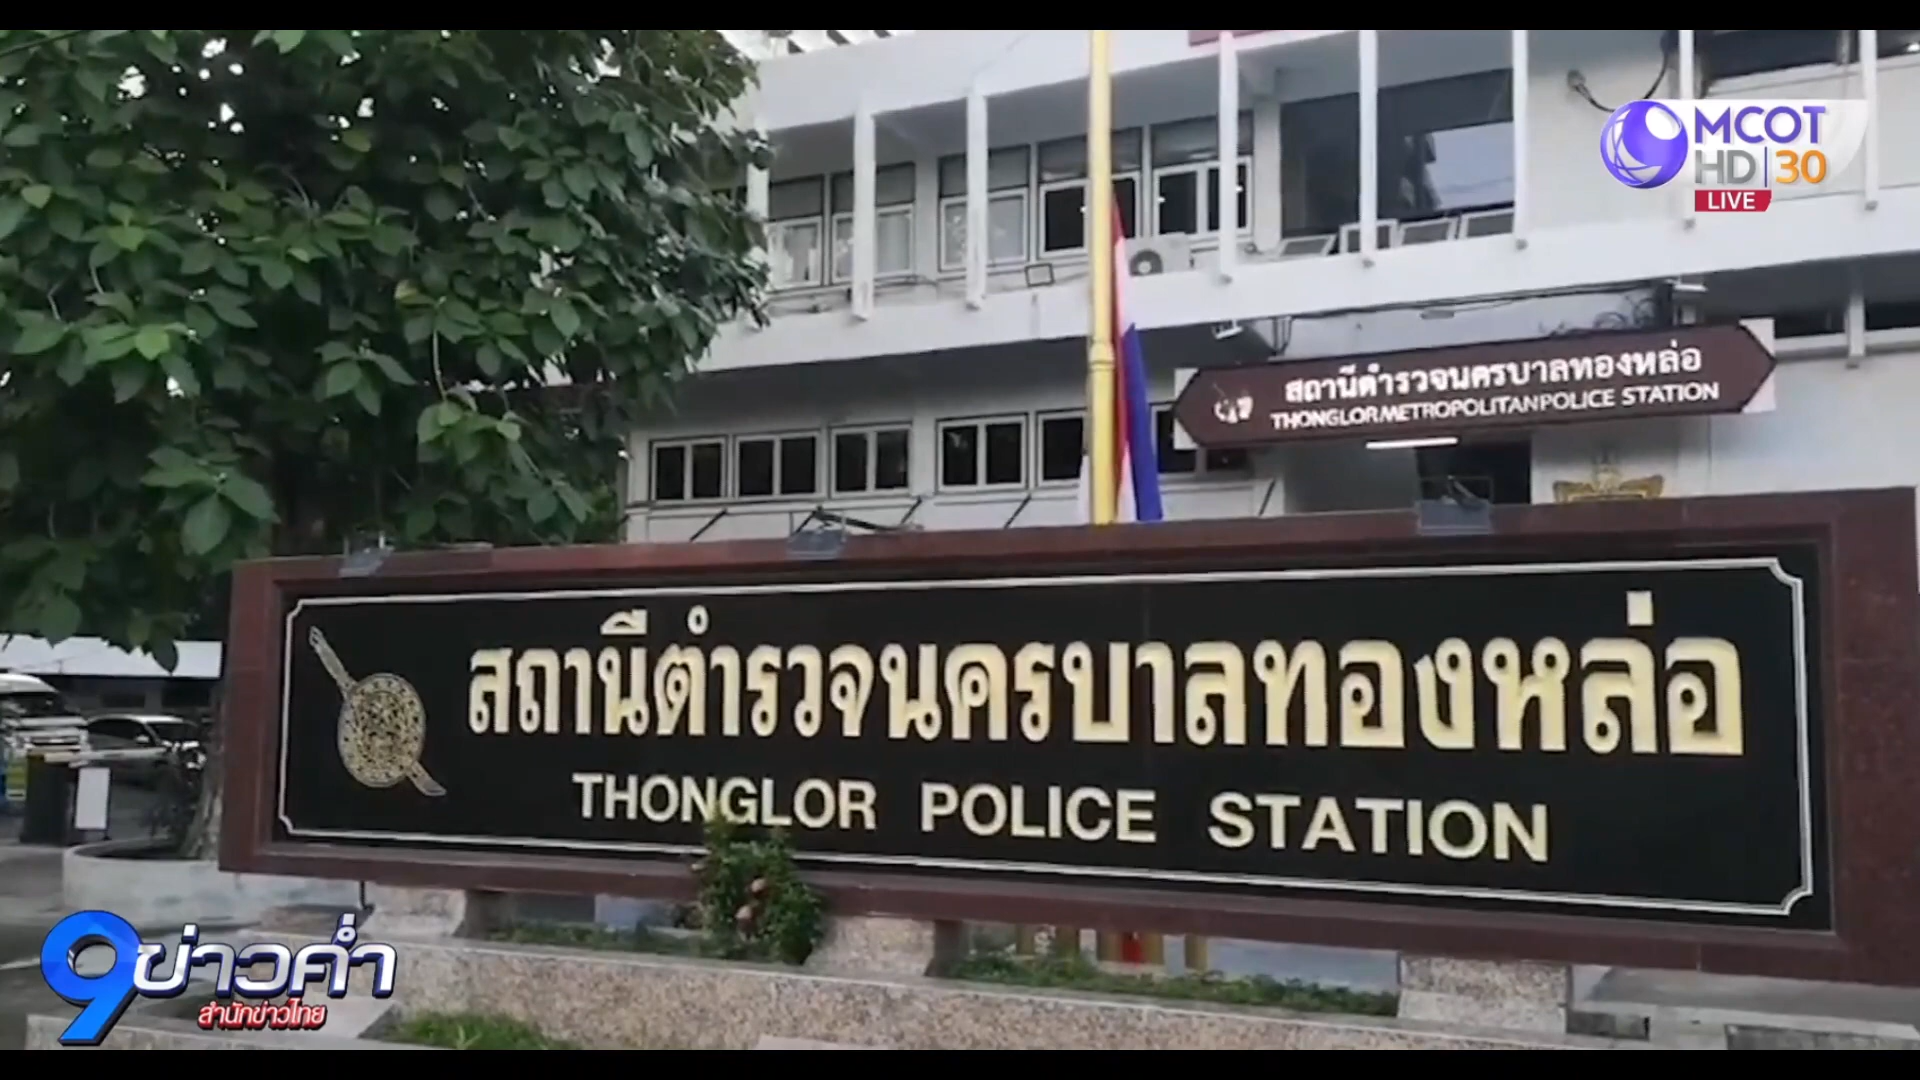 MCOT
HD 30
LIVE
สถานีตำรวจนครบาลทองหล่อ
THONGLOR METROPOLITAN POLICE STATION
สถานีตำรวจนครบาลทองหล่อ
THONGLOR POLICE STATION
9 ข่าวค่ำ
สำนักข่าวไทย